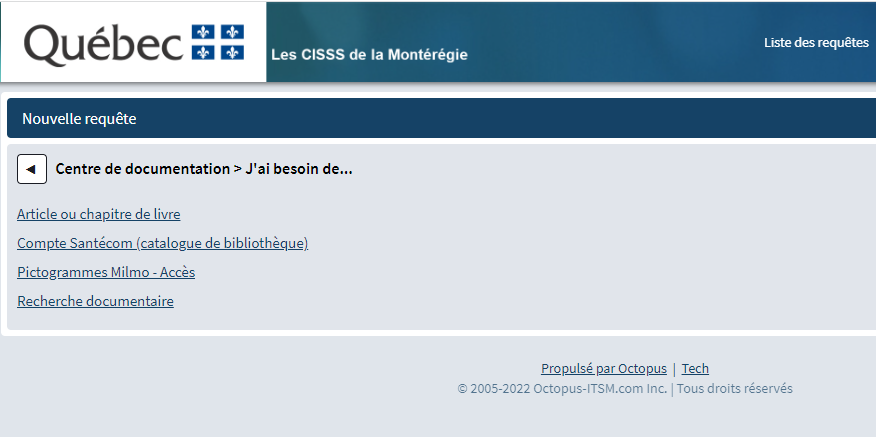 Québec
Les CISSS de la Montérégie
Liste des requêtes
Nouvelle requête
Centre de documentation > J'ai besoin de...
Article ou chapitre de livre
Compte Santécom (catalogue de bibliothèque)
Pictogrammes Milmo - Accès
Recherche documentaire
Propulsé par Octopus | Tech
© 2005-2022 Octopus-ITSM.com Inc. | Tous droits réservés